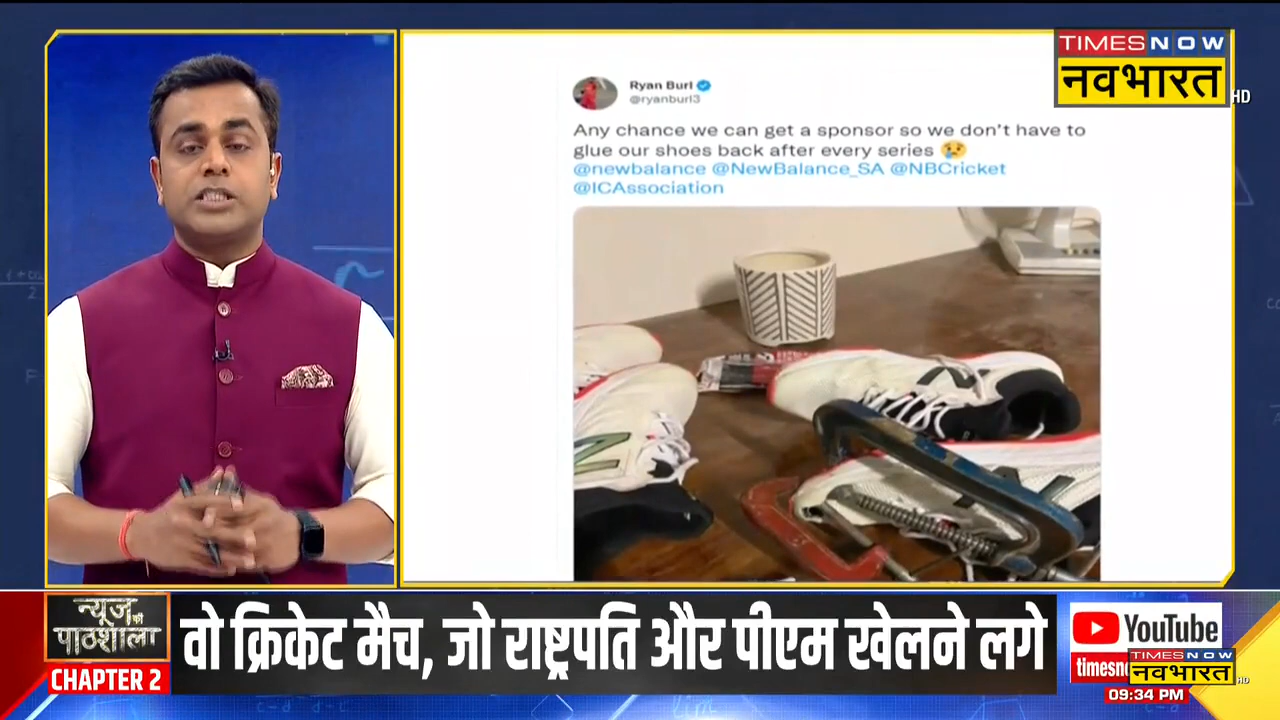 TIMES NOW
नवभारत
HD
Ryan Burl
@ryanburl3
Any chance we can get a sponsor so we don’t have to
glue our shoes back after every series 😢
@newbalance @NewBalance_SA @NBCricket
@ICAssociation
न्यूज़ की
पाठशाला
CHAPTER 2
वो क्रिकेट मैच, जो राष्ट्रपति और पीएम खेलने लगे
YouTube
TIMES NOW
नवभारत
HD
09:34 PM